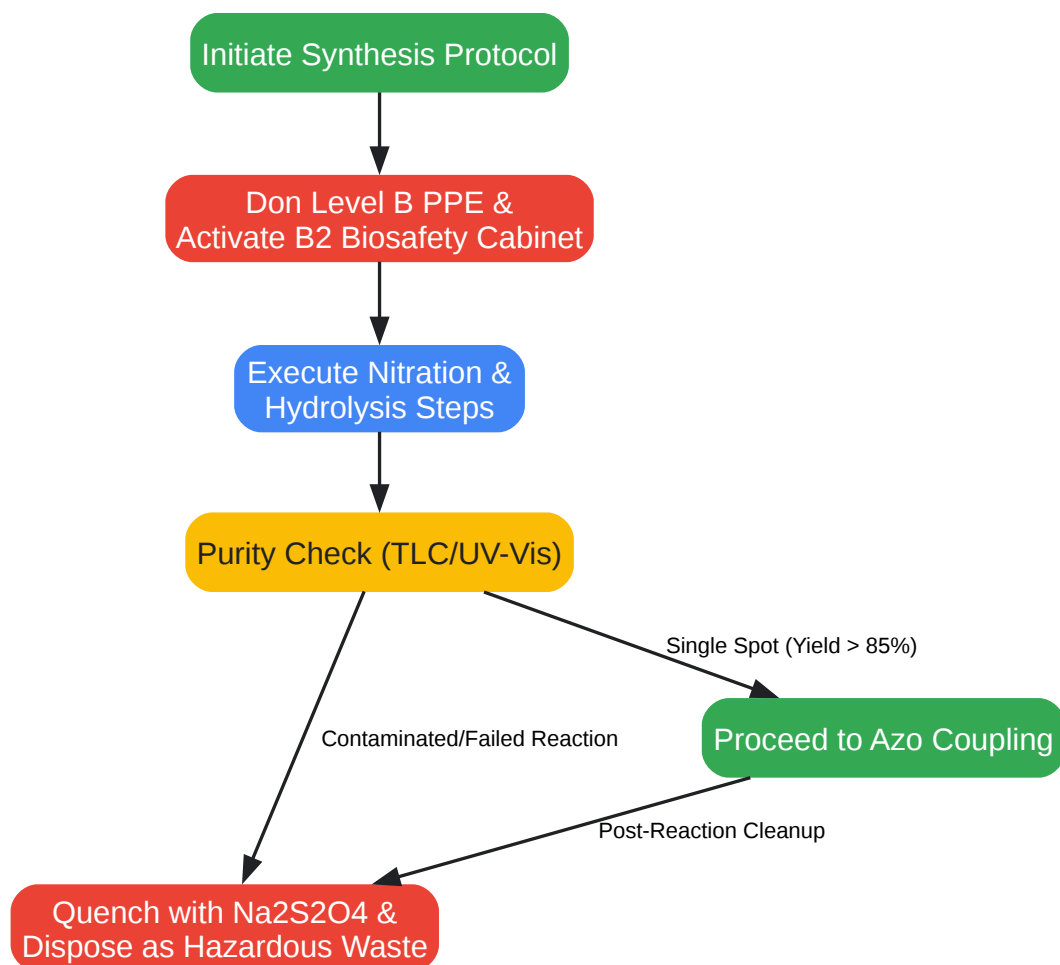 Initiate Synthesis Protocol
Don Level B PPE &
Activate B2 Biosafety Cabinet
Execute Nitration &
Hydrolysis Steps
Purity Check (TLC/UV-Vis)
Single Spot (Yield > 85%)
Contaminated/Failed Reaction
Proceed to Azo Coupling
Post-Reaction Cleanup
Quench with Na2S2O4 &
Dispose as Hazardous Waste